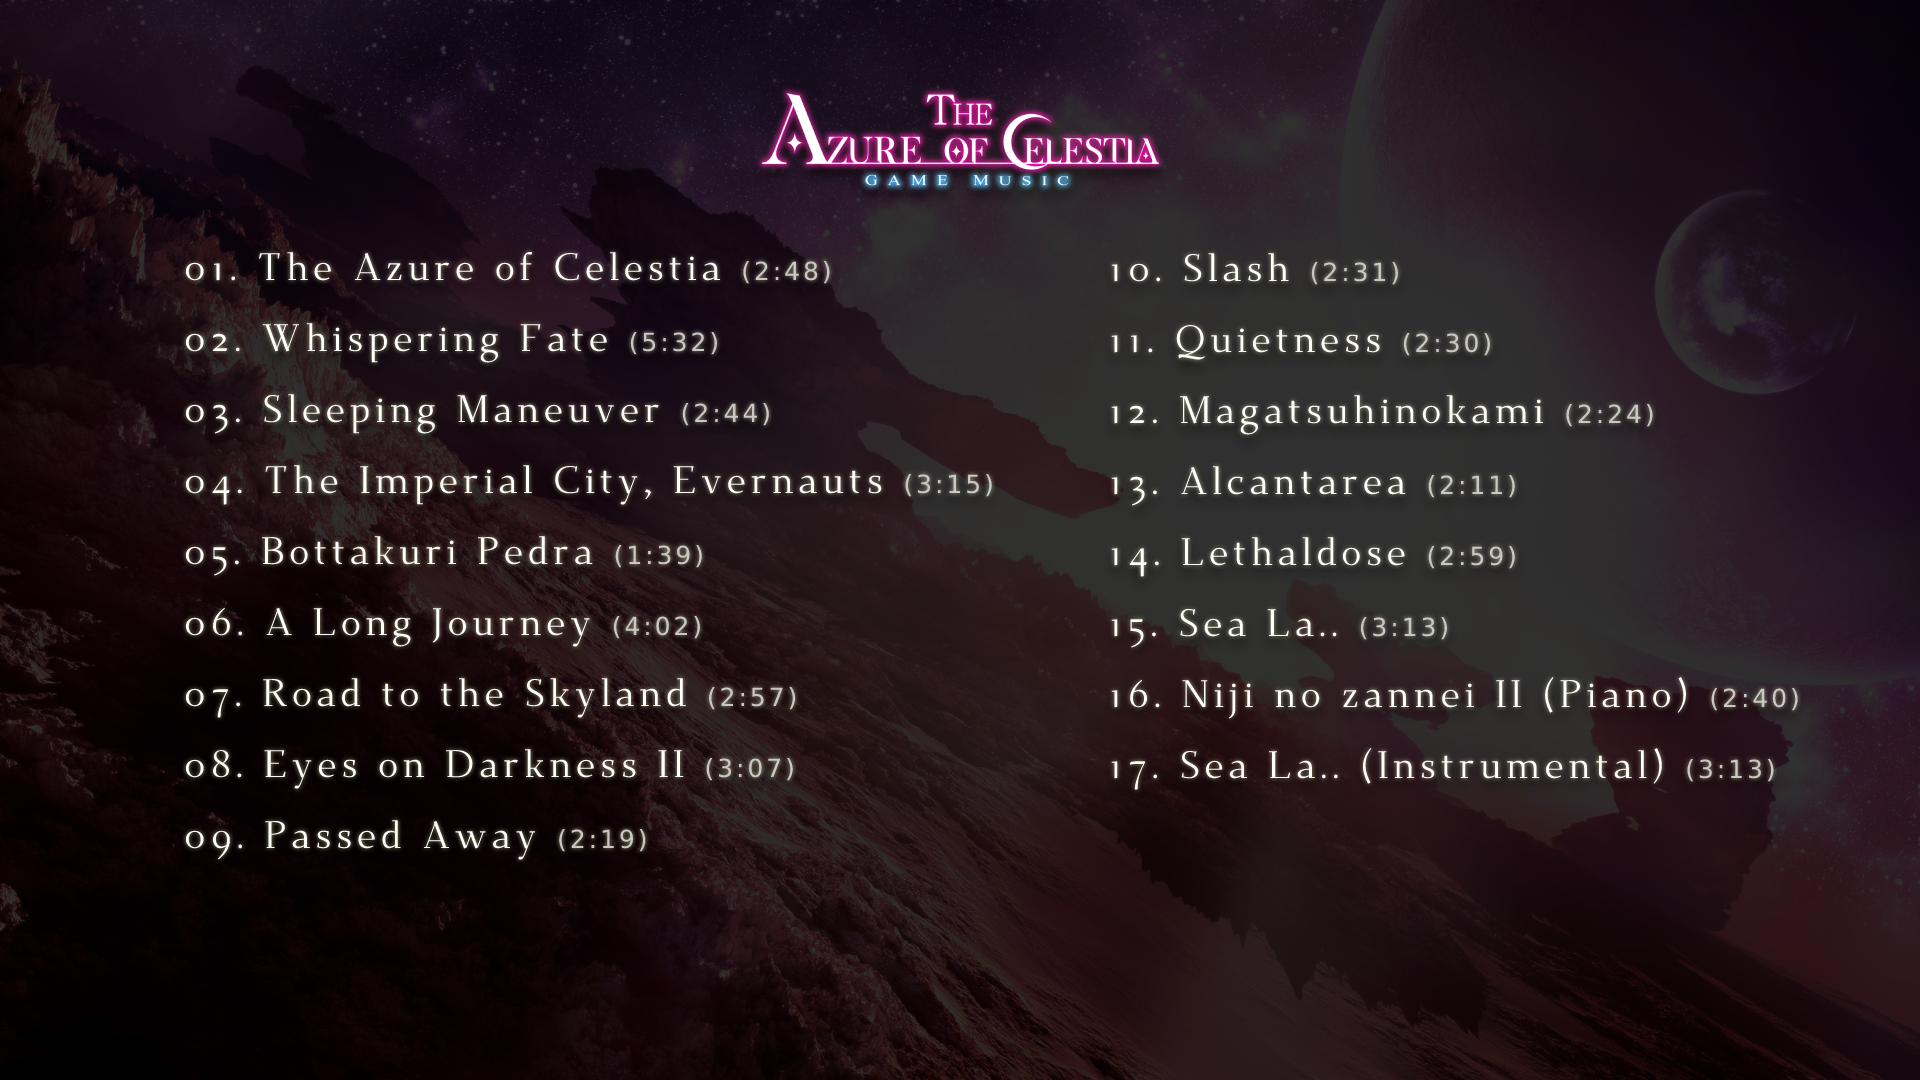 The
Azure of Celestia
GAME MUSIC
01. The Azure of Celestia (2:48)
02. Whispering Fate (5:32)
03. Sleeping Maneuver (2:44)
04. The Imperial City, Evernauts (3:15)
05. Bottakuri Pedra (1:39)
06. A Long Journey (4:02)
07. Road to the Skyland (2:57)
08. Eyes on Darkness II (3:07)
09. Passed Away (2:19)
10. Slash (2:31)
11. Quietness (2:30)
12. Magatsuhinokami (2:24)
13. Alcantarea (2:11)
14. Lethaldose (2:59)
15. Sea La.. (3:13)
16. Niji no zannei II (Piano) (2:40)
17. Sea La.. (Instrumental) (3:13)